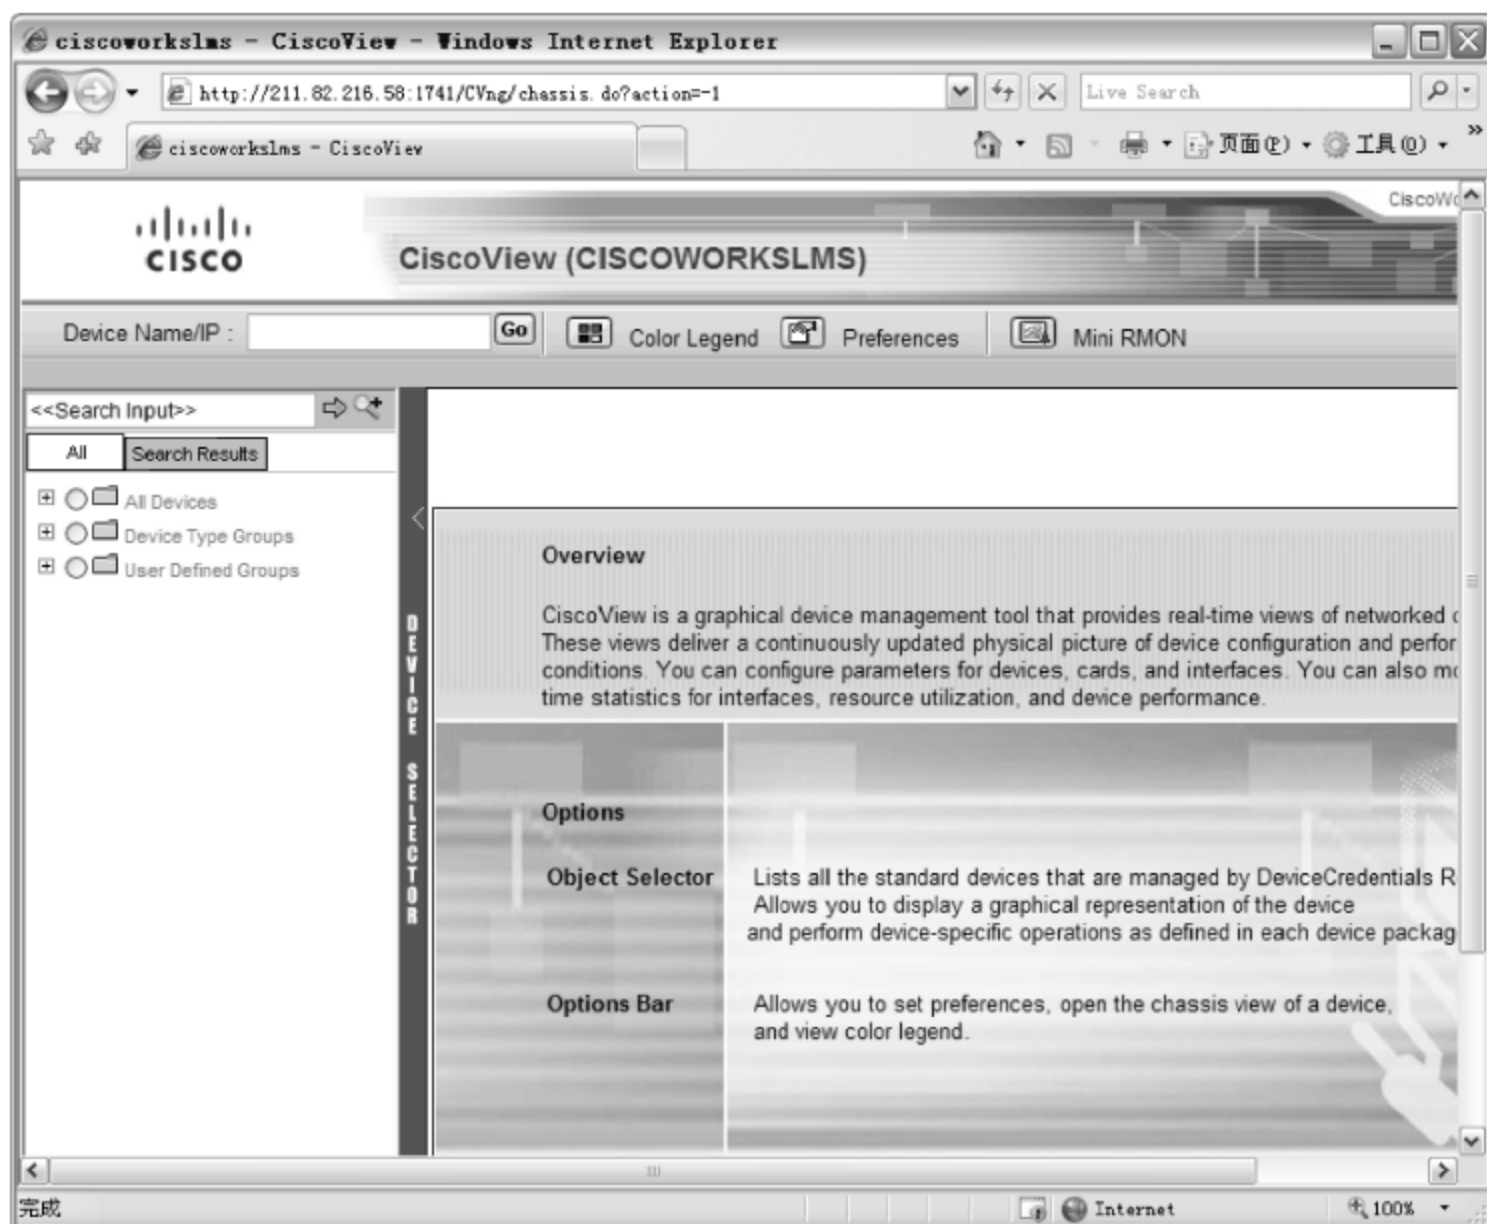 ciscoworkslms - CiscoView - Windows Internet Explorer
http://211.82.216.58:1741/CVng/chassis.do?action=-1
Live Search
ciscoworkslms - CiscoView
页面(P)
工具(O)
CISCO
CiscoView (CISCOWORKSLMS)
CiscoWo
Device Name/IP :
Go
Color Legend
Preferences
Mini RMON
<<Search Input>>
All
Search Results
All Devices
Device Type Groups
User Defined Groups
DEVICE SELECTOR
Overview
CiscoView is a graphical device management tool that provides real-time views of networked
These views deliver a continuously updated physical picture of device configuration and perfor
conditions. You can configure parameters for devices, cards, and interfaces. You can also mo
time statistics for interfaces, resource utilization, and device performance.
Options
Object Selector
Lists all the standard devices that are managed by DeviceCredentials R
Allows you to display a graphical representation of the device
and perform device-specific operations as defined in each device packag
Options Bar
Allows you to set preferences, open the chassis view of a device,
and view color legend.
完成
Internet
100%